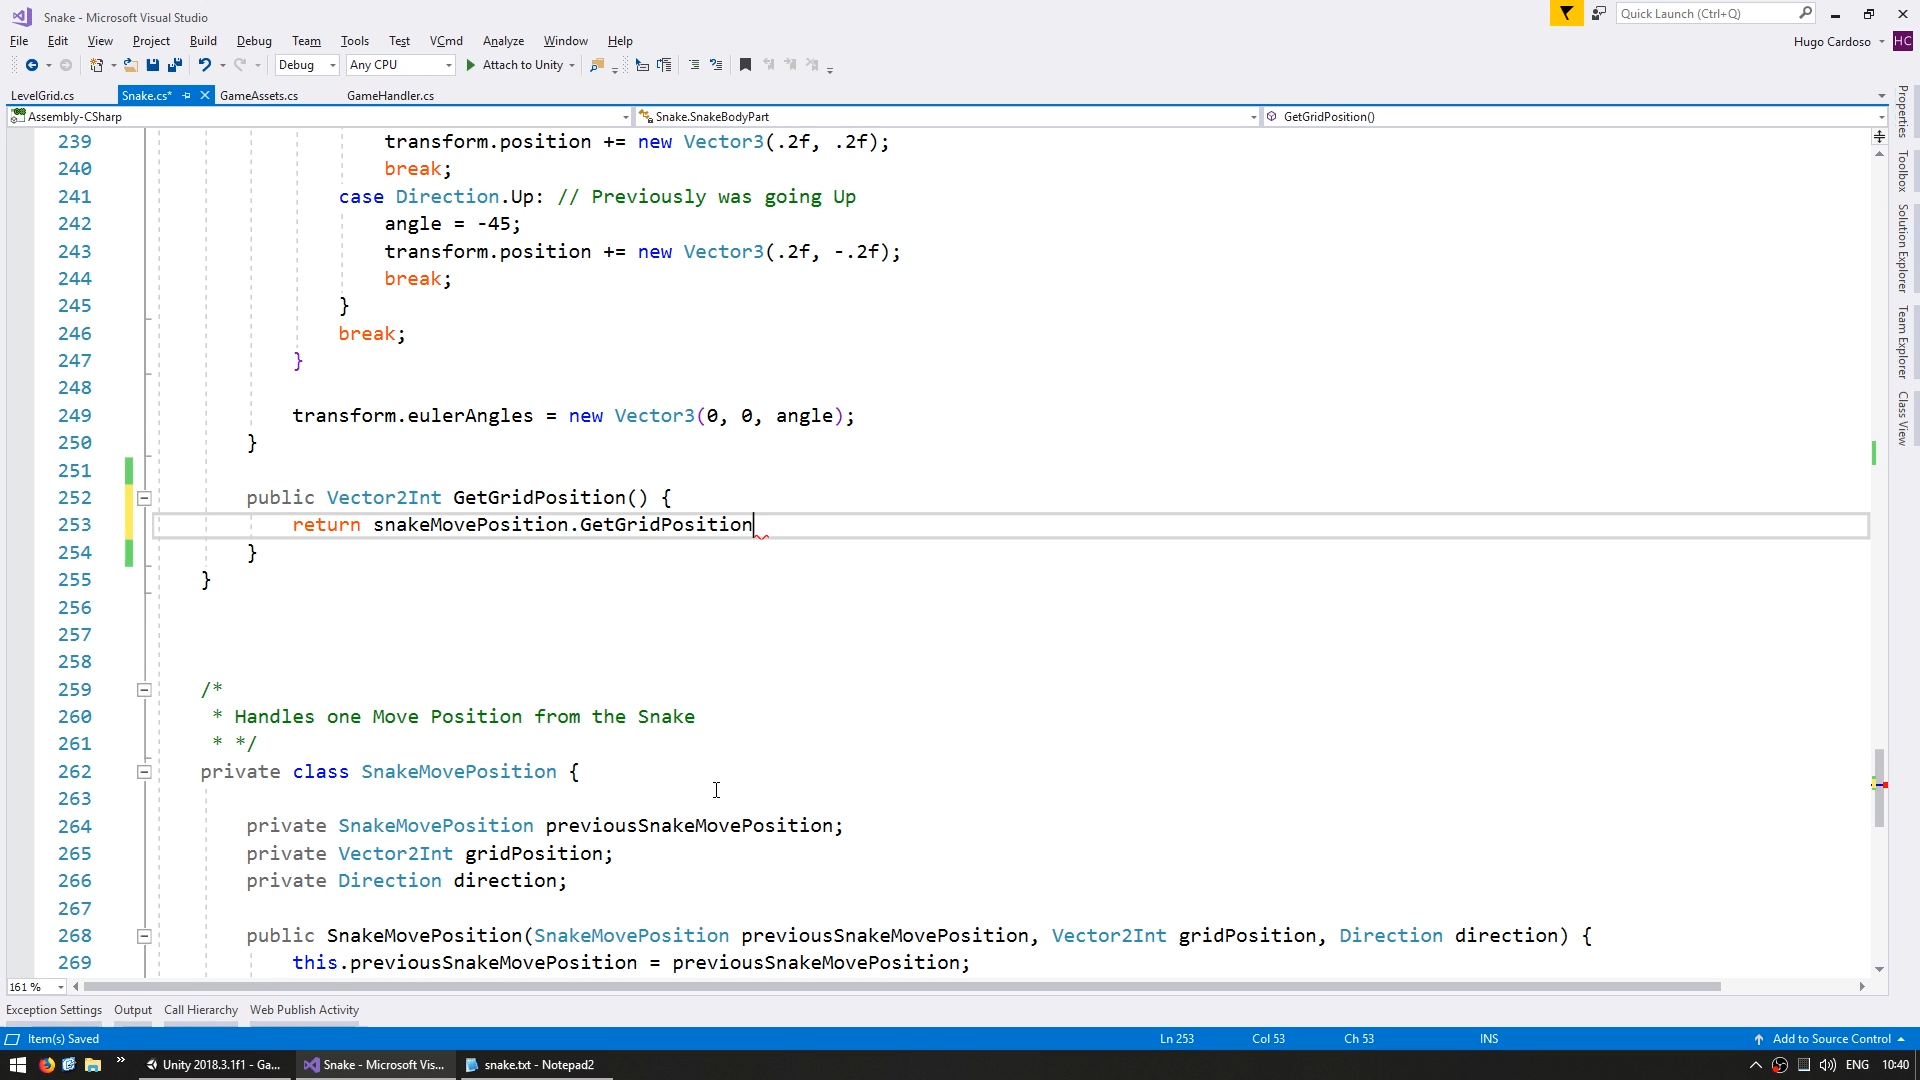 Snake - Microsoft Visual Studio
Quick Launch (Ctrl+Q)
File Edit View Project Build Debug Team Tools Test VCmd Analyze Window Help
Hugo Cardoso HC
Debug Any CPU Attach to Unity
LevelGrid.cs Snake.cs* GameAssets.cs GameHandler.cs
Assembly-CSharp Snake.SnakeBodyPart GetGridPosition()
239 transform.position += new Vector3(.2f, .2f);
240 break;
241 case Direction.Up: // Previously was going Up
242 angle = -45;
243 transform.position += new Vector3(.2f, -.2f);
244 break;
245 }
246 break;
247 }
248
249 transform.eulerAngles = new Vector3(0, 0, angle);
250 }
251
252 public Vector2Int GetGridPosition() {
253 return snakeMovePosition.GetGridPosition
254 }
255 }
256
257
258
259 /*
260 * Handles one Move Position from the Snake
261 * */
262 private class SnakeMovePosition {
263
264 private SnakeMovePosition previousSnakeMovePosition;
265 private Vector2Int gridPosition;
266 private Direction direction;
267
268 public SnakeMovePosition(SnakeMovePosition previousSnakeMovePosition, Vector2Int gridPosition, Direction direction) {
269 this.previousSnakeMovePosition = previousSnakeMovePosition;
Properties
Toolbox
Solution Explorer
Team Explorer
Class View
161 %
Exception Settings Output Call Hierarchy Web Publish Activity
Item(s) Saved Ln 253 Col 53 Ch 53 INS Add to Source Control
Unity 2018.3.1f1 - Ga... Snake - Microsoft Vis... snake.txt - Notepad2 ENG 10:40